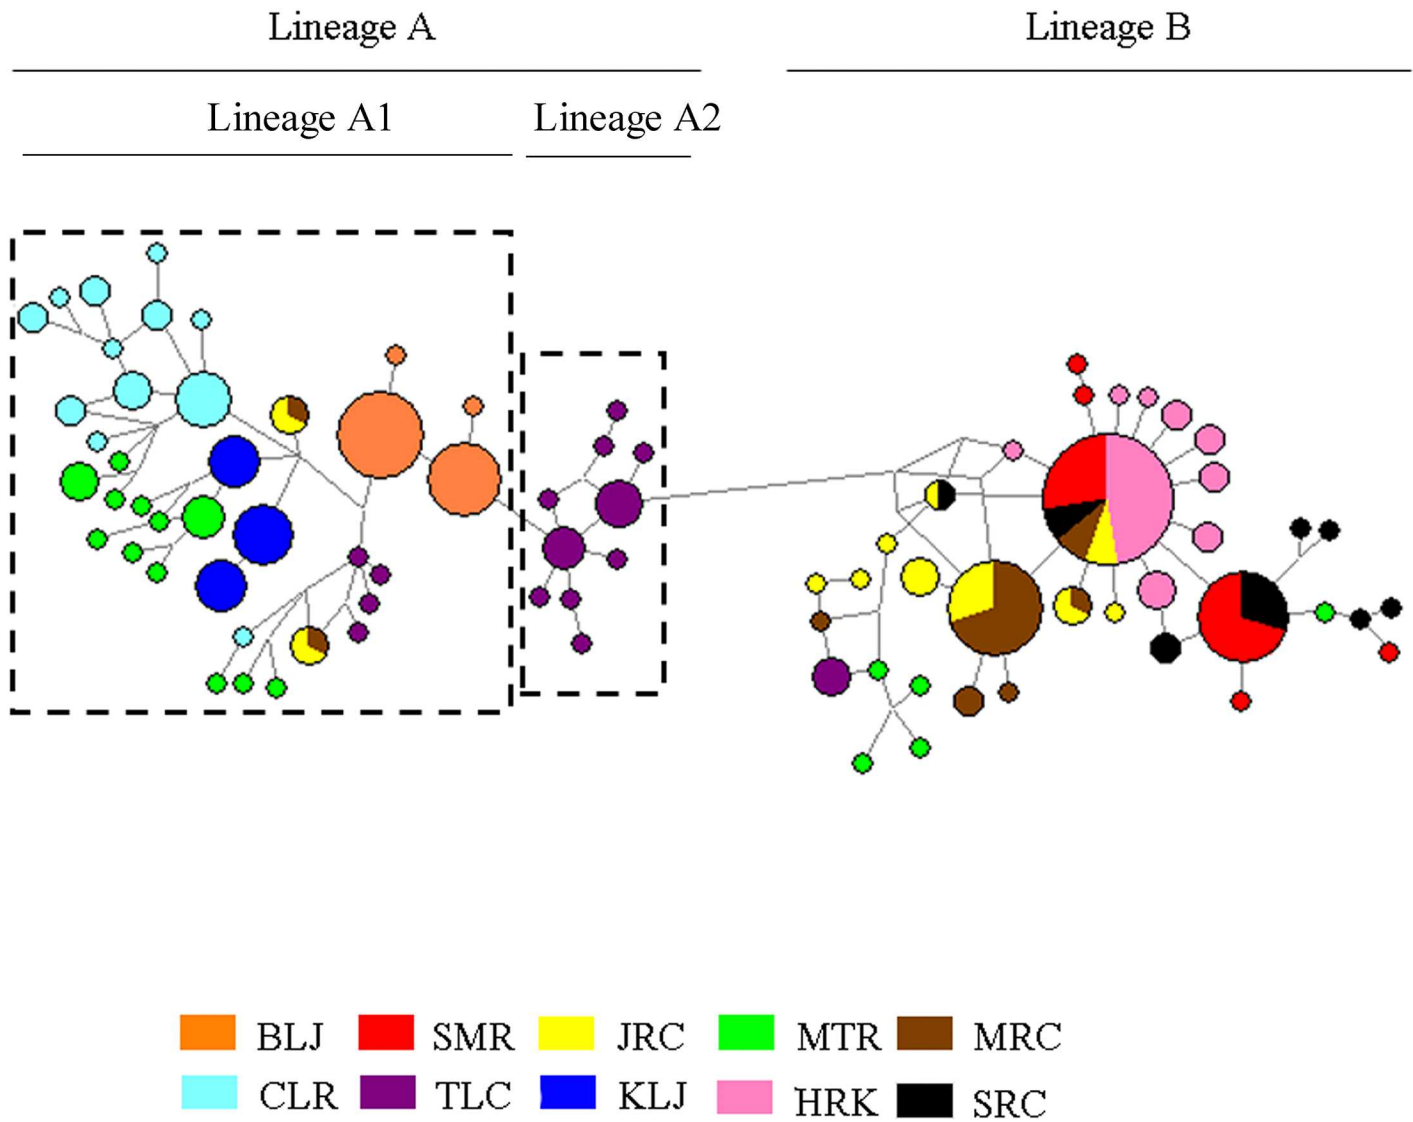 Lineage A
Lineage B
Lineage A1
Lineage A2
BLJ
SMR
JRC
MTR
MRC
CLR
TLC
KLJ
HRK
SRC